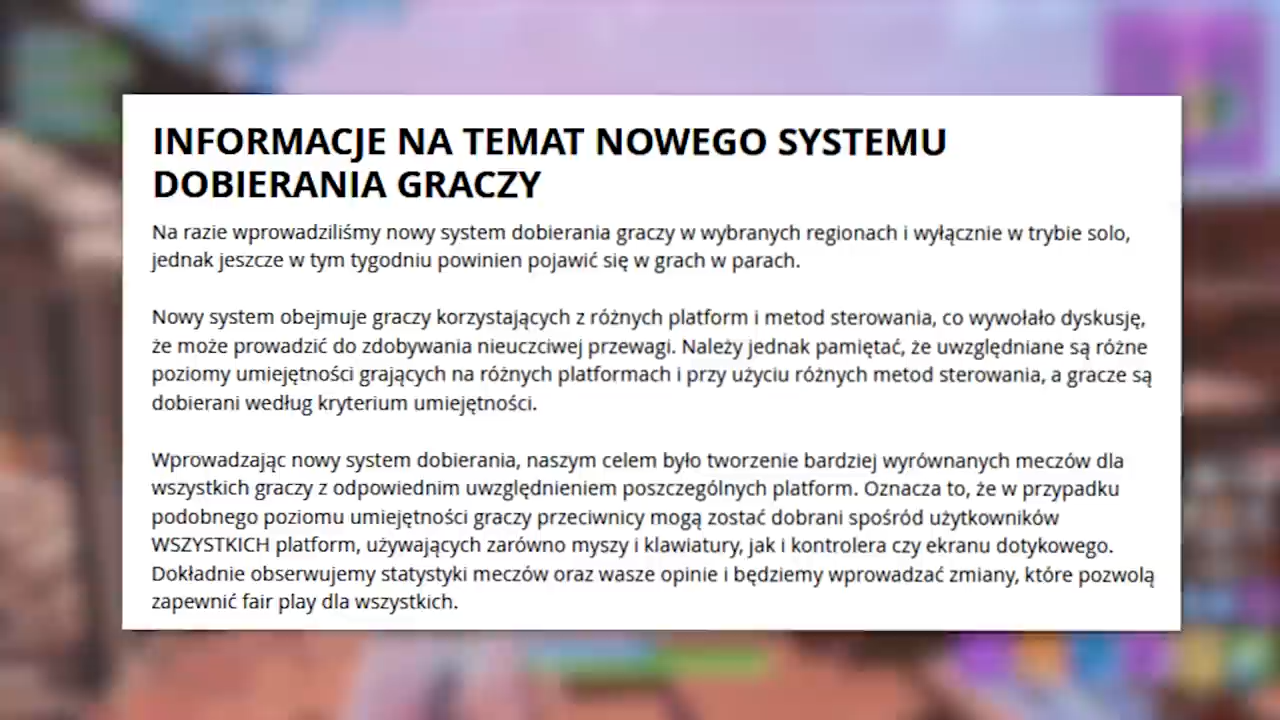 INFORMACJE NA TEMAT NOWEGO SYSTEMU
DOBIERANIA GRACZY
Na razie wprowadziliśmy nowy system dobierania graczy w wybranych regionach i wyłącznie w trybie solo,
jednak jeszcze w tym tygodniu powinien pojawić się w grach w parach.
Nowy system obejmuje graczy korzystających z różnych platform i metod sterowania, co wywołało dyskusję,
że może prowadzić do zdobywania nieuczciwej przewagi. Należy jednak pamiętać, że uwzględniane są różne
poziomy umiejętności grających na różnych platformach i przy użyciu różnych metod sterowania, a gracze są
dobierani według kryterium umiejętności.
Wprowadzając nowy system dobierania, naszym celem było tworzenie bardziej wyrównanych meczów dla
wszystkich graczy z odpowiednim uwzględnieniem poszczególnych platform. Oznacza to, że w przypadku
podobnego poziomu umiejętności graczy przeciwnicy mogą zostać dobrani spośród użytkowników
WSZYSTKICH platform, używających zarówno myszy i klawiatury, jak i kontrolera czy ekranu dotykowego.
Dokładnie obserwujemy statystyki meczów oraz wasze opinie i będziemy wprowadzać zmiany, które pozwolą
zapewnić fair play dla wszystkich.